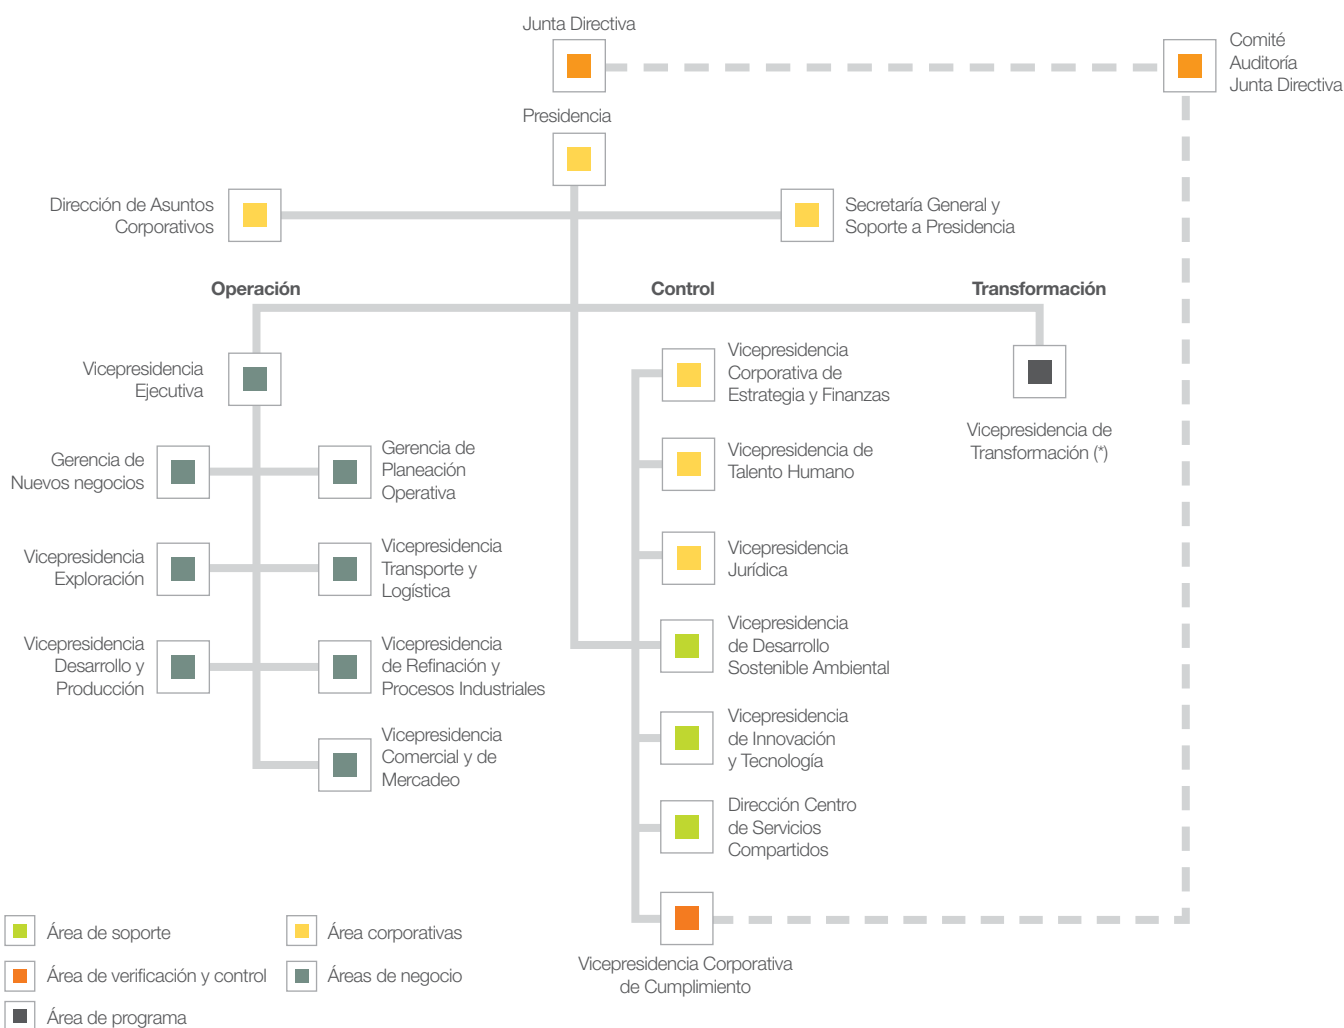 Junta Directiva
Comité
Auditoría
Junta Directiva
Presidencia
Dirección de Asuntos
Corporativos
Secretaría General y
Soporte a Presidencia
Operación
Control
Transformación
Vicepresidencia
Ejecutiva
Gerencia de
Nuevos negocios
Gerencia de
Planeación
Operativa
Vicepresidencia
Exploración
Vicepresidencia
Transporte y
Logística
Vicepresidencia
Desarrollo y
Producción
Vicepresidencia
de Refinación y
Procesos Industriales
Vicepresidencia
Comercial y de
Mercadeo
Vicepresidencia
Corporativa de
Estrategia y Finanzas
Vicepresidencia de
Talento Humano
Vicepresidencia
Jurídica
Vicepresidencia
de Desarrollo
Sostenible Ambiental
Vicepresidencia
de Innovación
y Tecnología
Dirección Centro
de Servicios
Compartidos
Vicepresidencia Corporativa
de Cumplimiento
Vicepresidencia de
Transformación (*)
Área de soporte
Área corporativas
Área de verificación y control
Áreas de negocio
Área de programa